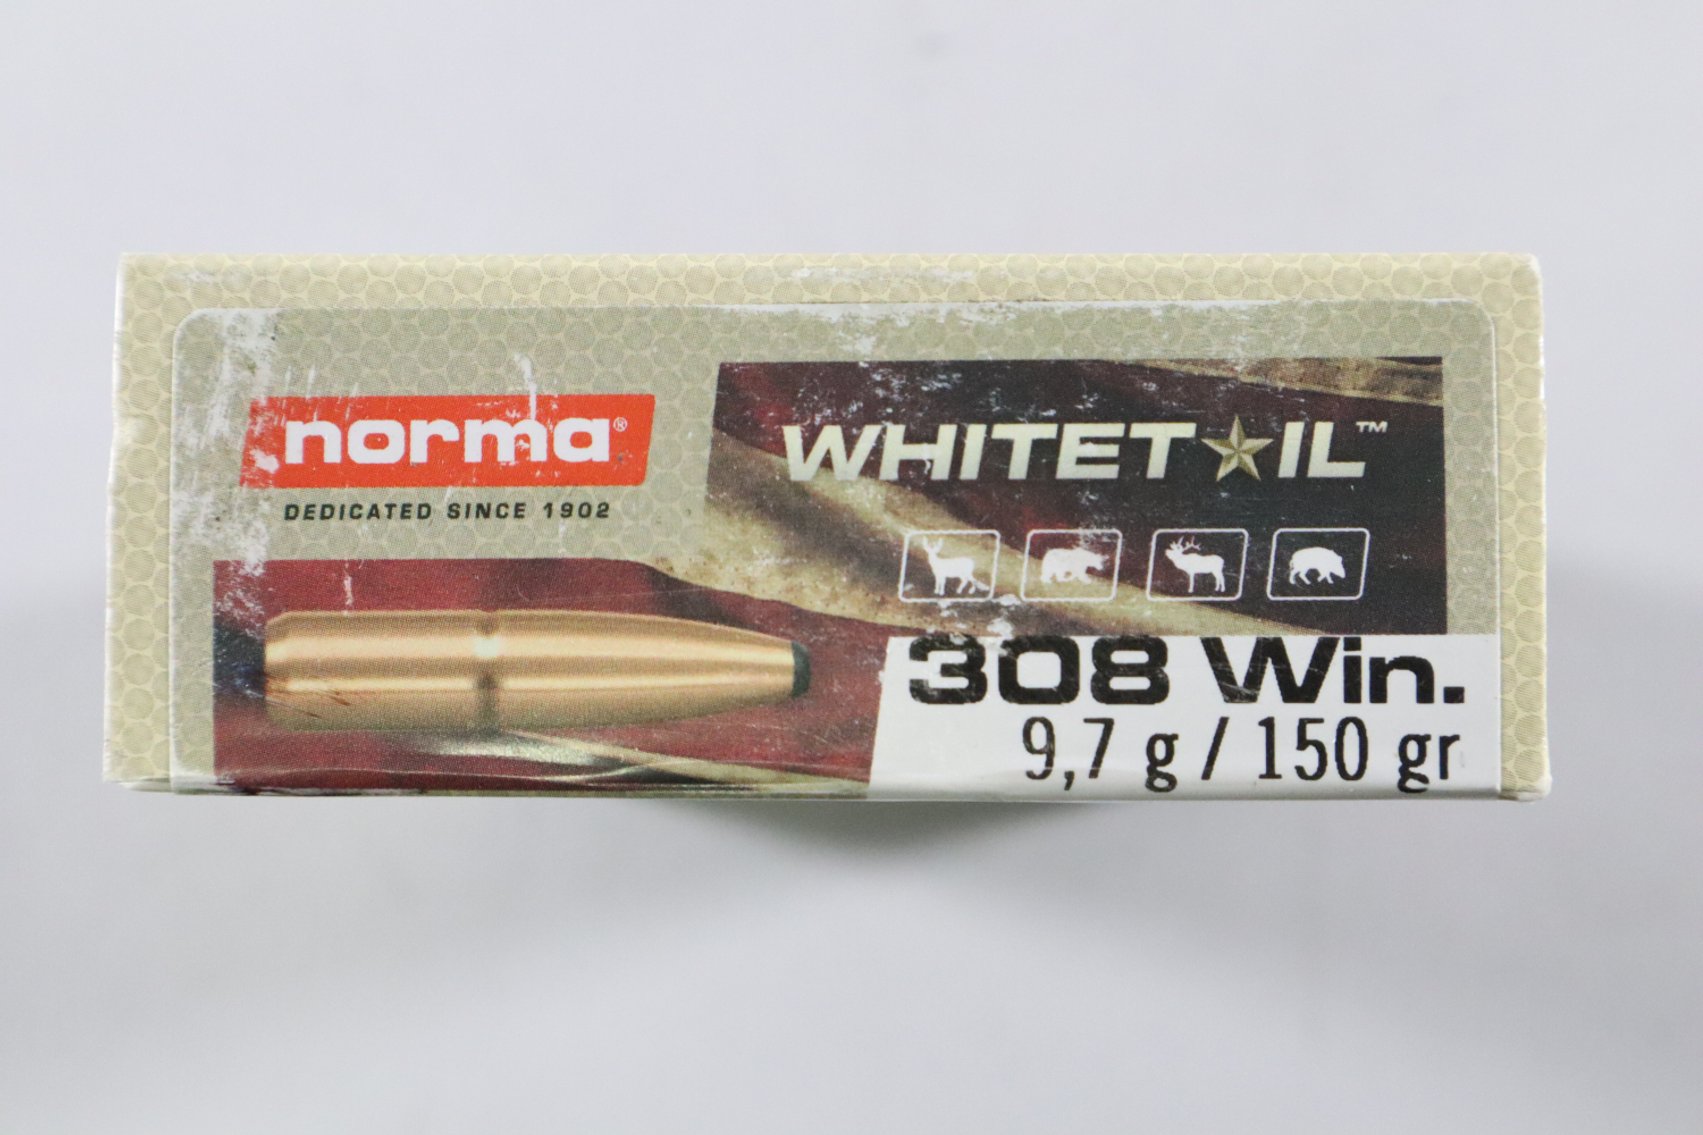 norma®
DEDICATED SINCE 1902
WHITET★IL™
308 Win.
9,7 g / 150 gr